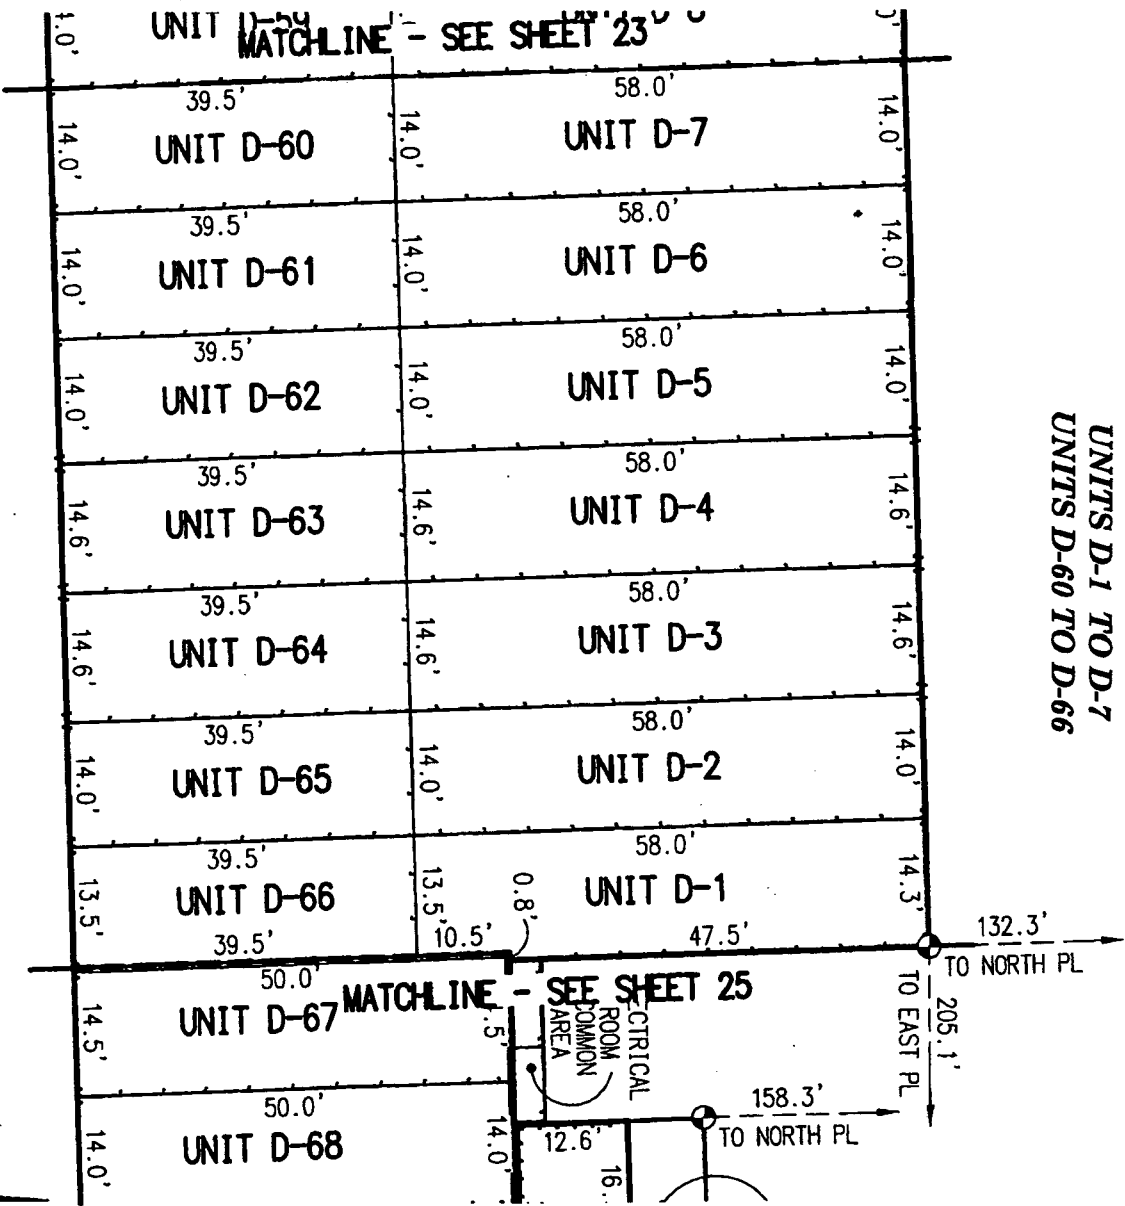 UNIT D-59
MATCHLINE - SEE SHEET 23
39.5' 58.0'
14.0' UNIT D-60 14.0' UNIT D-7 14.0'
39.5' 58.0'
14.0' UNIT D-61 14.0' UNIT D-6 14.0'
39.5' 58.0'
14.0' UNIT D-62 14.0' UNIT D-5 14.0'
39.5' 58.0'
14.6' UNIT D-63 14.6' UNIT D-4 14.6'
39.5' 58.0'
14.6' UNIT D-64 14.6' UNIT D-3 14.6'
39.5' 58.0'
14.0' UNIT D-65 14.0' UNIT D-2 14.0'
39.5' 58.0'
13.5' UNIT D-66 13.5' 0.8' UNIT D-1 14.3'
39.5' 10.5' 47.5' 132.3'
TO NORTH PL
50.0'
MATCHLINE - SEE SHEET 25
14.5' UNIT D-67
CTRICAL
ROOM
COMMON
AREA
205.1'
TO EAST PL
50.0' 158.3'
14.0' UNIT D-68 14.0' 12.6' TO NORTH PL
16.
UNITS D-1 TO D-7
UNITS D-60 TO D-66